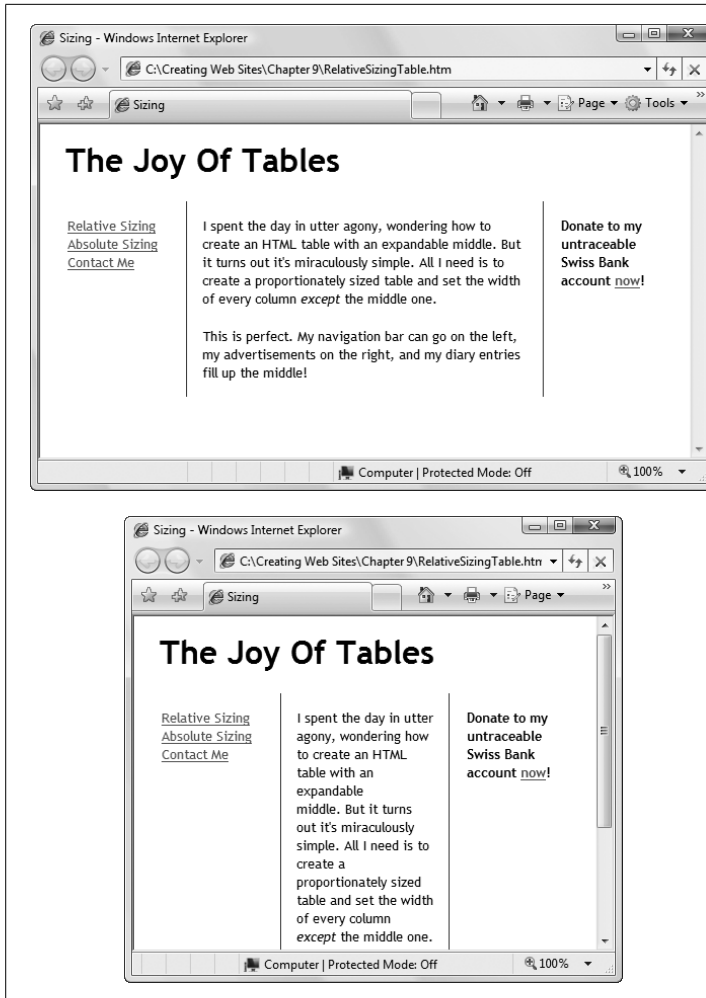 Sizing - Windows Internet Explorer
C:\Creating Web Sites\Chapter 9\RelativeSizingTable.htm
Sizing
Page
Tools
»
The Joy Of Tables
Relative Sizing
Absolute Sizing
Contact Me
I spent the day in utter agony, wondering how to
create an HTML table with an expandable middle. But
it turns out it's miraculously simple. All I need is to
create a proportionately sized table and set the width
of every column except the middle one.
This is perfect. My navigation bar can go on the left,
my advertisements on the right, and my diary entries
fill up the middle!
Donate to my
untraceable
Swiss Bank
account now!
Computer | Protected Mode: Off
100%
Sizing - Windows Internet Explorer
C:\Creating Web Sites\Chapter 9\RelativeSizingTable.htn
Sizing
Page
»
The Joy Of Tables
Relative Sizing
Absolute Sizing
Contact Me
I spent the day in utter
agony, wondering how
to create an HTML
table with an
expandable
middle. But it turns
out it's miraculously
simple. All I need is to
create a
proportionately sized
table and set the width
of every column
except the middle one.
Donate to my
untraceable
Swiss Bank
account now!
Computer | Protected Mode: Off
100%